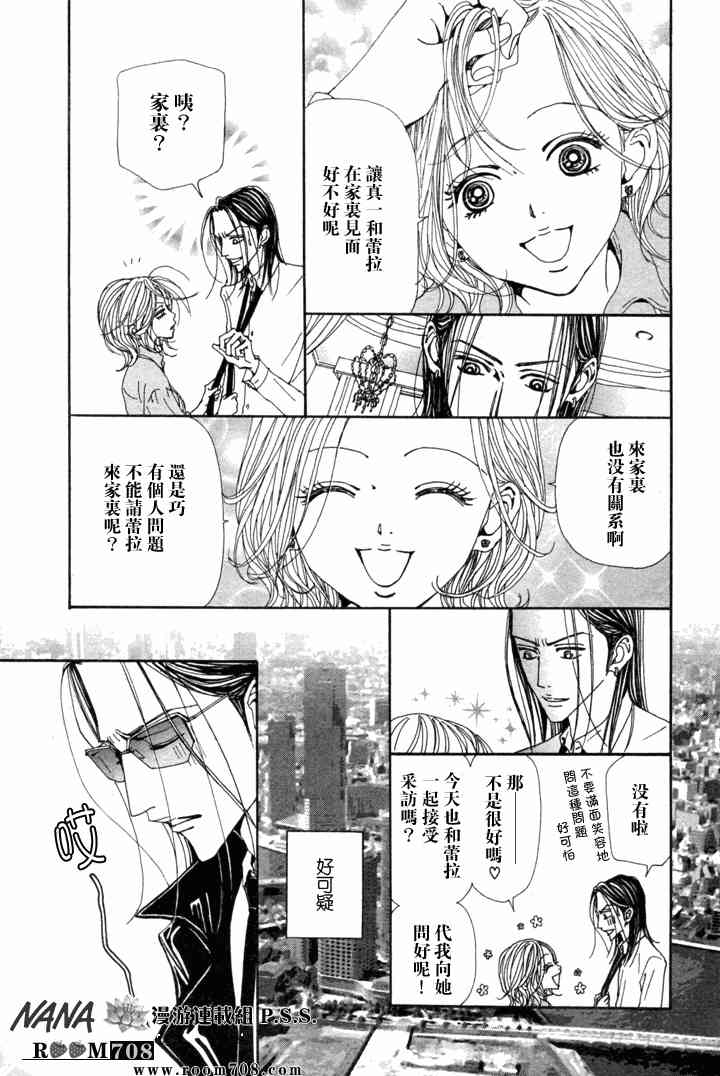 讓真一和蕾拉
在家裏見面
好不好呢
咦？
家裏？
來家裏
也沒有關系啊
還是巧
有個人問題
不能請蕾拉
來家裏呢？
沒有啦
不要滿面笑容地
問這種問題
好可怕
那
不是很好嗎♡
今天也和蕾拉
一起接受
采訪嗎？
代我向她
問好呢！
好可疑
哎
NANA
漫游連載組 P.S.S.
ROOM708
www.room708.com